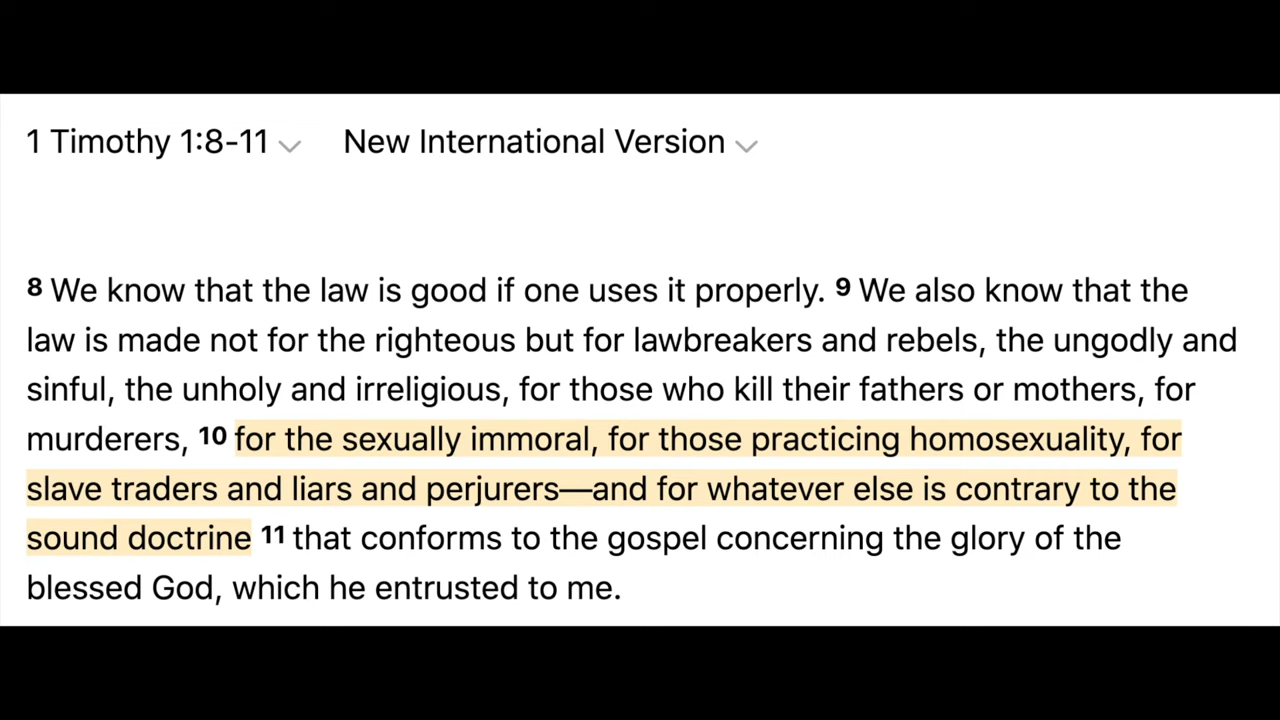 1 Timothy 1:8-11 New International Version
8 We know that the law is good if one uses it properly. 9 We also know that the
law is made not for the righteous but for lawbreakers and rebels, the ungodly and
sinful, the unholy and irreligious, for those who kill their fathers or mothers, for
murderers, 10 for the sexually immoral, for those practicing homosexuality, for
slave traders and liars and perjurers—and for whatever else is contrary to the
sound doctrine 11 that conforms to the gospel concerning the glory of the
blessed God, which he entrusted to me.